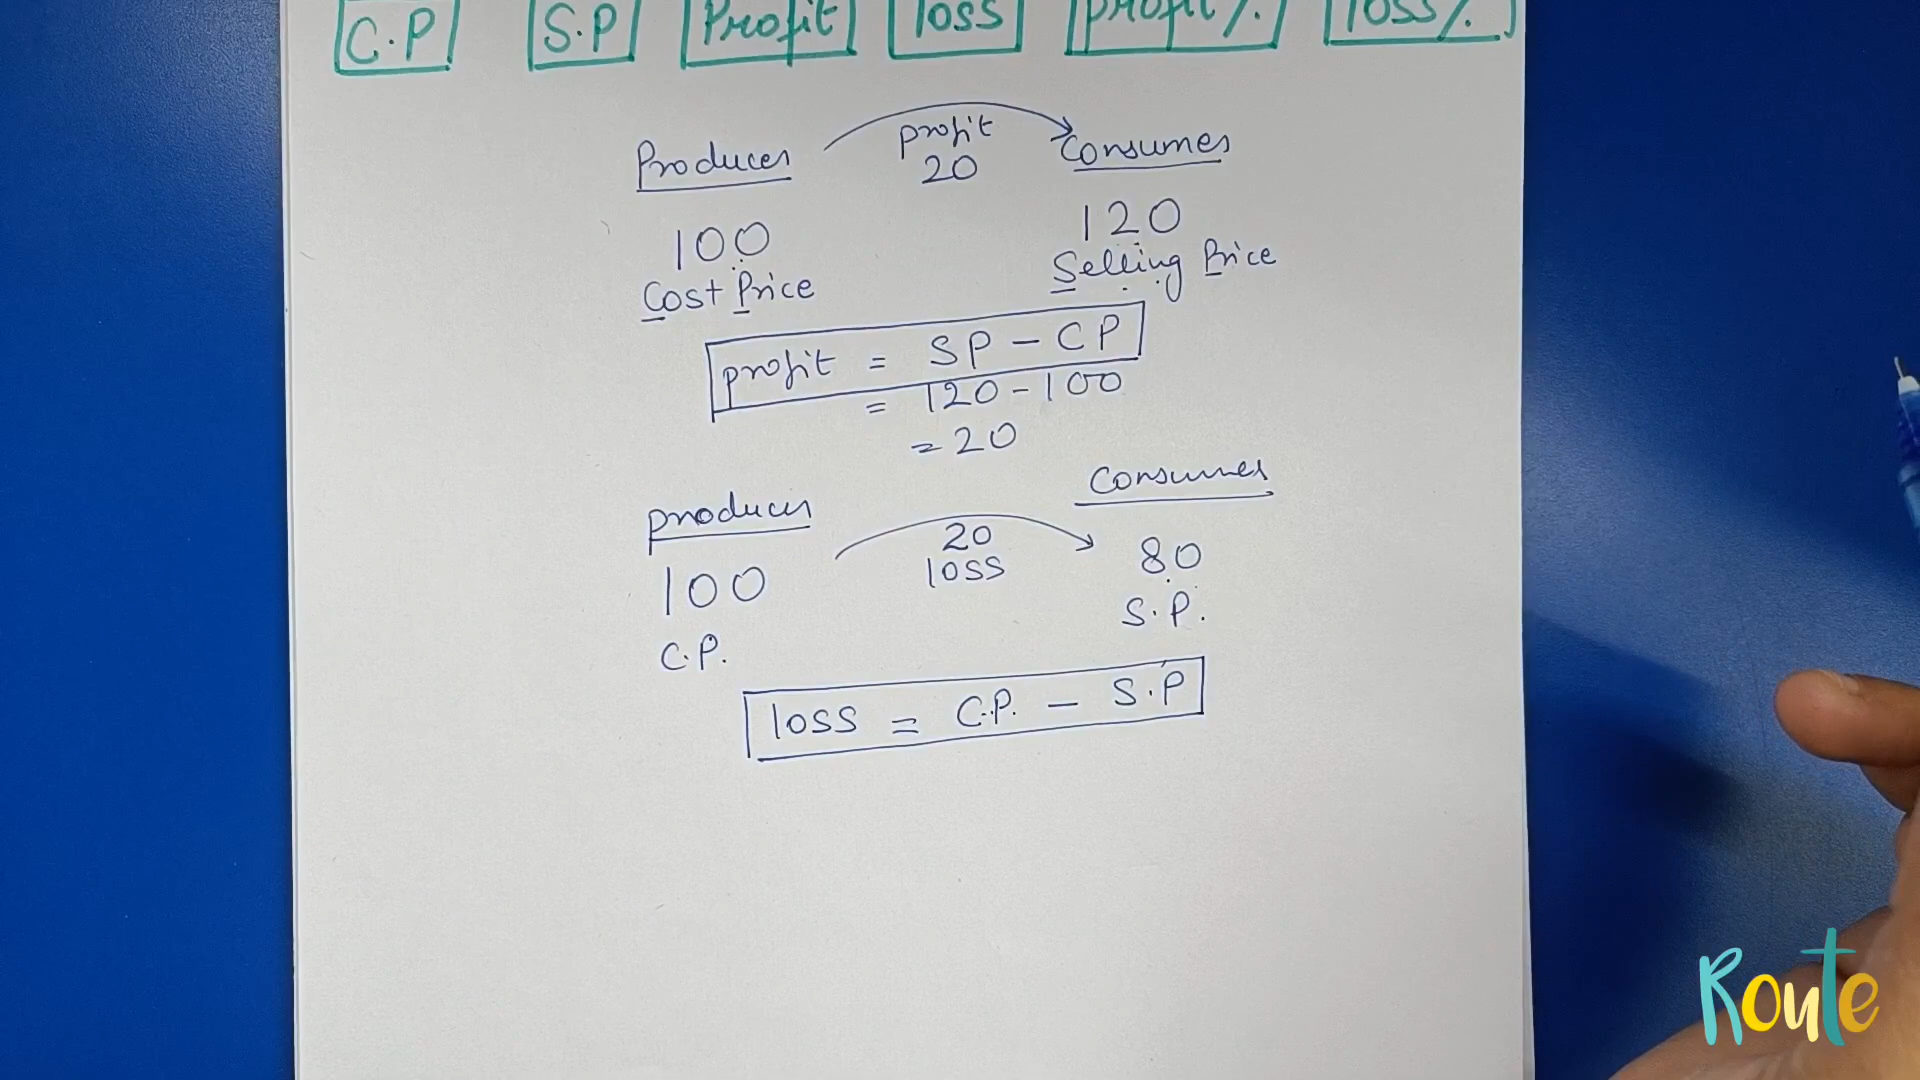 C.P S.P Profit loss profit% loss%
profit
20
Producer Consumer
100 120
Cost Price Selling Price
profit = SP - CP
= 120 - 100
= 20
producer Consumer
20
loss
100 80
C.P. S.P.
loss = C.P. - S.P
Route